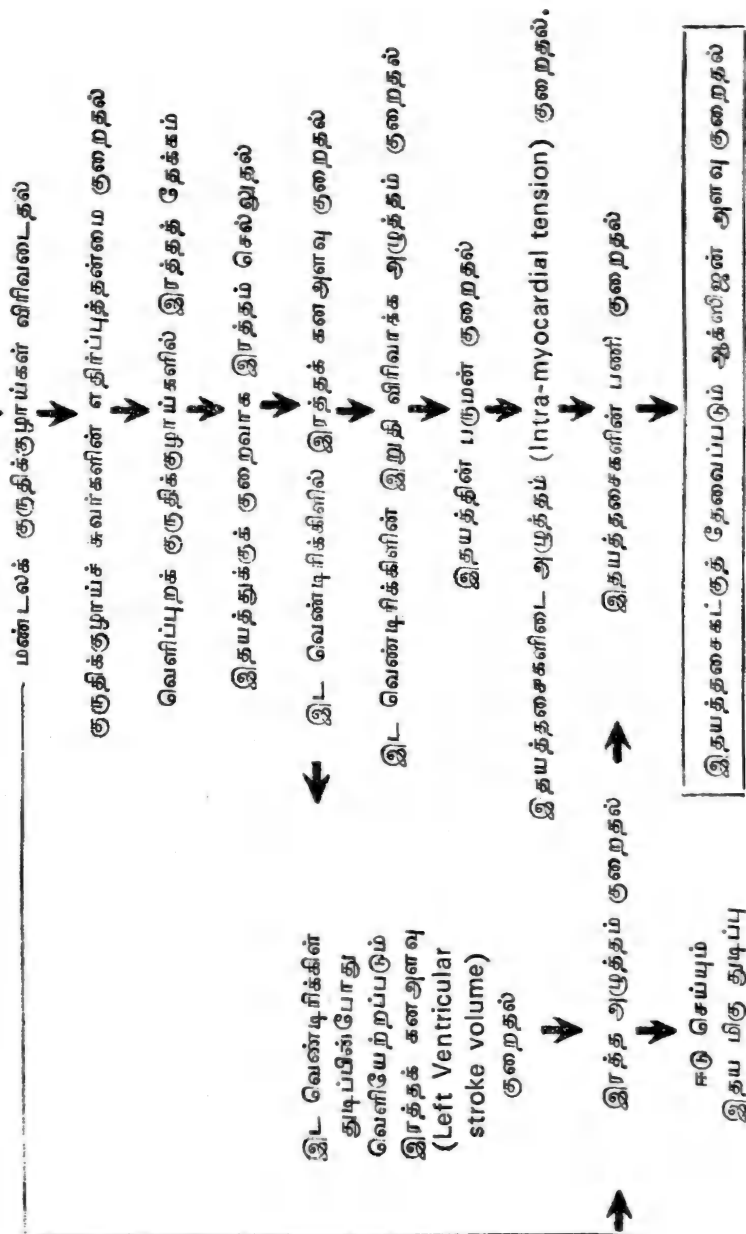 மண்டலக் குருதிக்குழாய்கள் விரிவடைதல்
குருதிக்குழாய்ச் சுவர்களின் எதிர்ப்புத்தன்மை குறைதல்
வெளிப்புறக் குருதிக்குழாய்களில் இரத்தத் தேக்கம்
இதயத்துக்குக் குறைவாக இரத்தம் செல்லுதல்
இட வெண்டிரிக்கிளில் இரத்தக் கனஅளவு குறைதல்
இட வெண்டிரிக்கிளின் இறுதி விரிவாக்க அழுத்தம் குறைதல்
இதயத்தின் பருமன் குறைதல்
இதயத்தசைகளிடை அழுத்தம் (Intra-myocardial tension) குறைதல்.
இதயத்தசைகளின் பணி குறைதல்
இதயத்தசைகட்குத் தேவைப்படும் ஆக்ஸிஜன் அளவு குறைதல்
இட வெண்டிரிக்கிள்
துடிப்பின்போது
வெளியேற்றப்படும்
இரத்தக் கனஅளவு
(Left Ventricular
stroke volume)
குறைதல்
இரத்த அழுத்தம் குறைதல்
ஈடு செய்யும்
இதய மிகு துடிப்பு